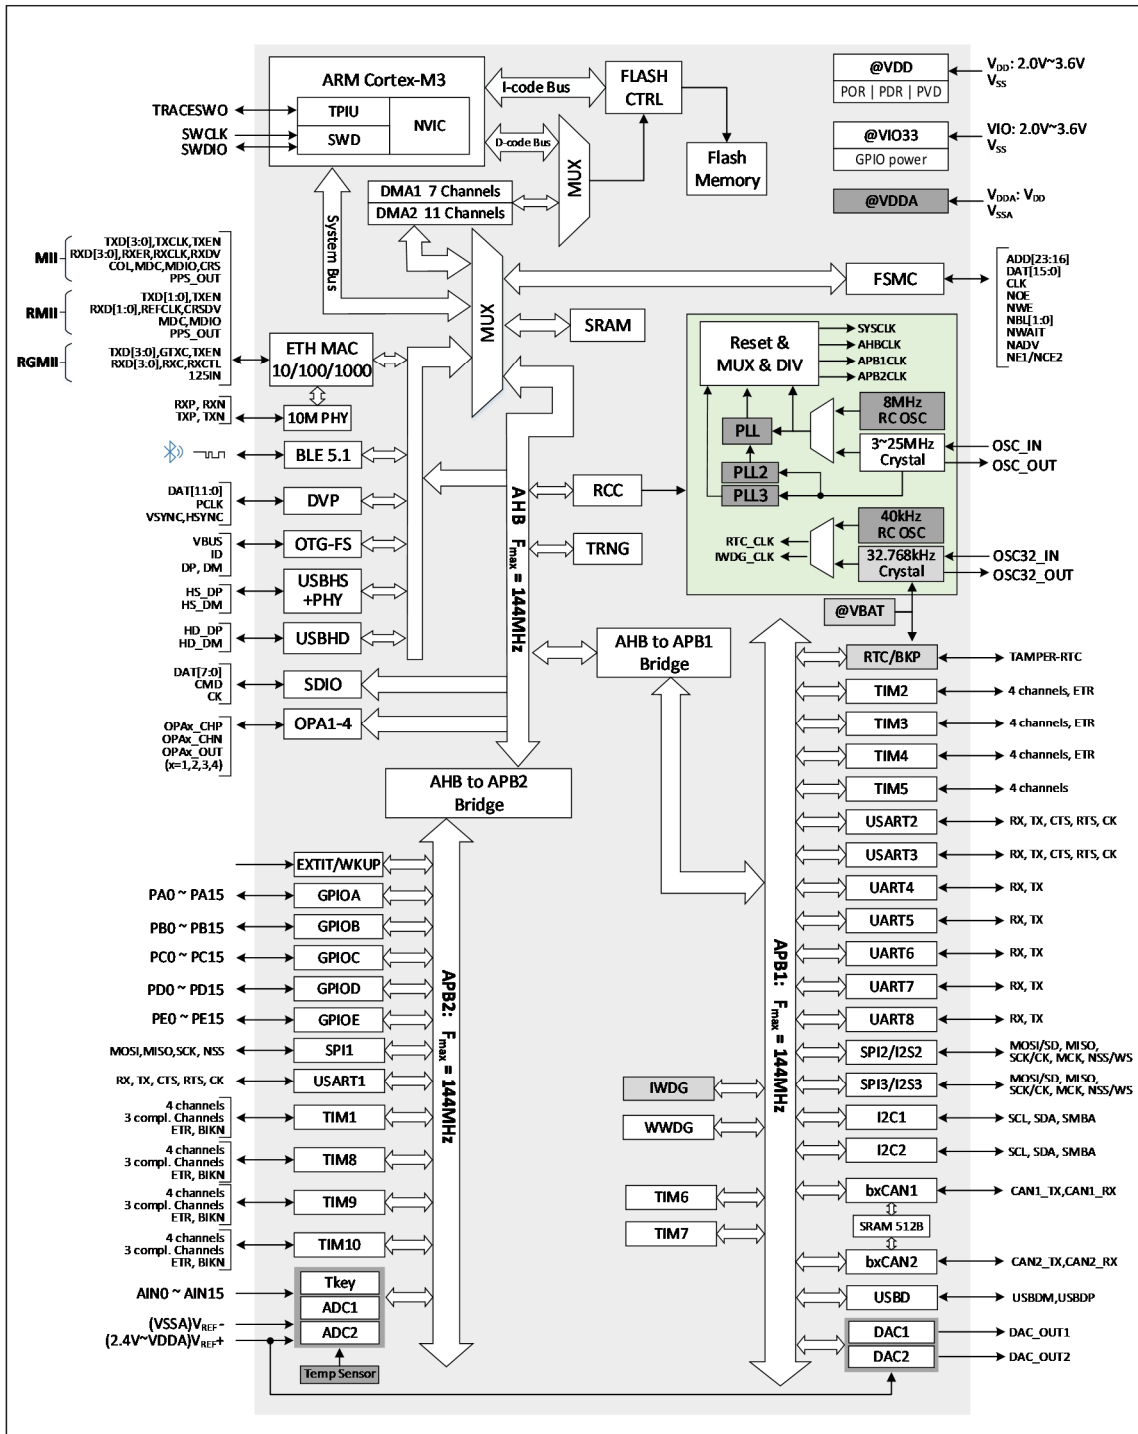 ARM Cortex-M3
TPIU
SWD
NVIC
TRACESWO
SWCLK
SWDIO
I-code Bus
D-code Bus
FLASH
CTRL
MUX
Flash
Memory
@VDD
POR | PDR | PVD
VDD: 2.0V~3.6V
VSS
@VIO33
GPIO power
VIO: 2.0V~3.6V
VSS
@VDDA
VDDA: VDD
VSSA
DMA1 7 Channels
DMA2 11 Channels
System Bus
MUX
MII
TXD[3:0],TXCLK,TXEN
RXD[3:0],RXER,RXCLK,RXDV
COL,MDC,MDIO,CRS
PPS_OUT
RMII
TXD[1:0],TXEN
RXD[1:0],REFCLK,CRSDV
MDC,MDIO
PPS_OUT
RGMII
TXD[3:0],GTXC,TXEN
RXD[3:0],RXC,RXCTL
125IN
ETH MAC
10/100/1000
RXP, RXN
TXP, TXN
10M PHY
BLE 5.1
DAT[11:0]
PCLK
VSYNC,HSYNC
DVP
VBUS
ID
DP, DM
OTG-FS
HS_DP
HS_DM
USBHS
+PHY
HD_DP
HD_DM
USBHD
DAT[7:0]
CMD
CK
SDIO
OPAx_CHP
OPAx_CHN
OPAx_OUT
(x=1,2,3,4)
OPA1-4
FSMC
ADD[23:16]
DAT[15:0]
CLK
NOE
NWE
NBL[1:0]
NWAIT
NADV
NE1/NCE2
SRAM
RCC
TRNG
AHB Fmax = 144MHz
Reset &
MUX & DIV
SYSCLK
AHBCLK
APB1CLK
APB2CLK
PLL
PLL2
PLL3
8MHz
RC OSC
3~25MHz
Crystal
OSC_IN
OSC_OUT
40kHz
RC OSC
RTC_CLK
IWDG_CLK
32.768kHz
Crystal
OSC32_IN
OSC32_OUT
@VBAT
AHB to APB1
Bridge
AHB to APB2
Bridge
RTC/BKP
TAMPER-RTC
TIM2
4 channels, ETR
TIM3
4 channels, ETR
TIM4
4 channels, ETR
TIM5
4 channels
USART2
RX, TX, CTS, RTS, CK
USART3
RX, TX, CTS, RTS, CK
UART4
RX, TX
UART5
RX, TX
UART6
RX, TX
UART7
RX, TX
UART8
RX, TX
SPI2/I2S2
MOSI/SD, MISO,
SCK/CK, MCK, NSS/WS
SPI3/I2S3
MOSI/SD, MISO,
SCK/CK, MCK, NSS/WS
I2C1
SCL, SDA, SMBA
I2C2
SCL, SDA, SMBA
bxCAN1
CAN1_TX,CAN1_RX
SRAM 512B
bxCAN2
CAN2_TX,CAN2_RX
USBD
USBDM,USBDP
DAC1
DAC_OUT1
DAC2
DAC_OUT2
APB1: Fmax = 144MHz
IWDG
WWDG
TIM6
TIM7
APB2: Fmax = 144MHz
EXTIT/WKUP
PA0 ~ PA15
GPIOA
PB0 ~ PB15
GPIOB
PC0 ~ PC15
GPIOC
PD0 ~ PD15
GPIOD
PE0 ~ PE15
GPIOE
MOSI,MISO,SCK, NSS
SPI1
RX, TX, CTS, RTS, CK
USART1
4 channels
3 compl. Channels
ETR, BIKN
TIM1
4 channels
3 compl. Channels
ETR, BIKN
TIM8
4 channels
3 compl. Channels
ETR, BIKN
TIM9
4 channels
3 compl. Channels
ETR, BIKN
TIM10
AIN0 ~ AIN15
Tkey
ADC1
ADC2
(VSSA)VREF-
(2.4V~VDDA)VREF+
Temp Sensor